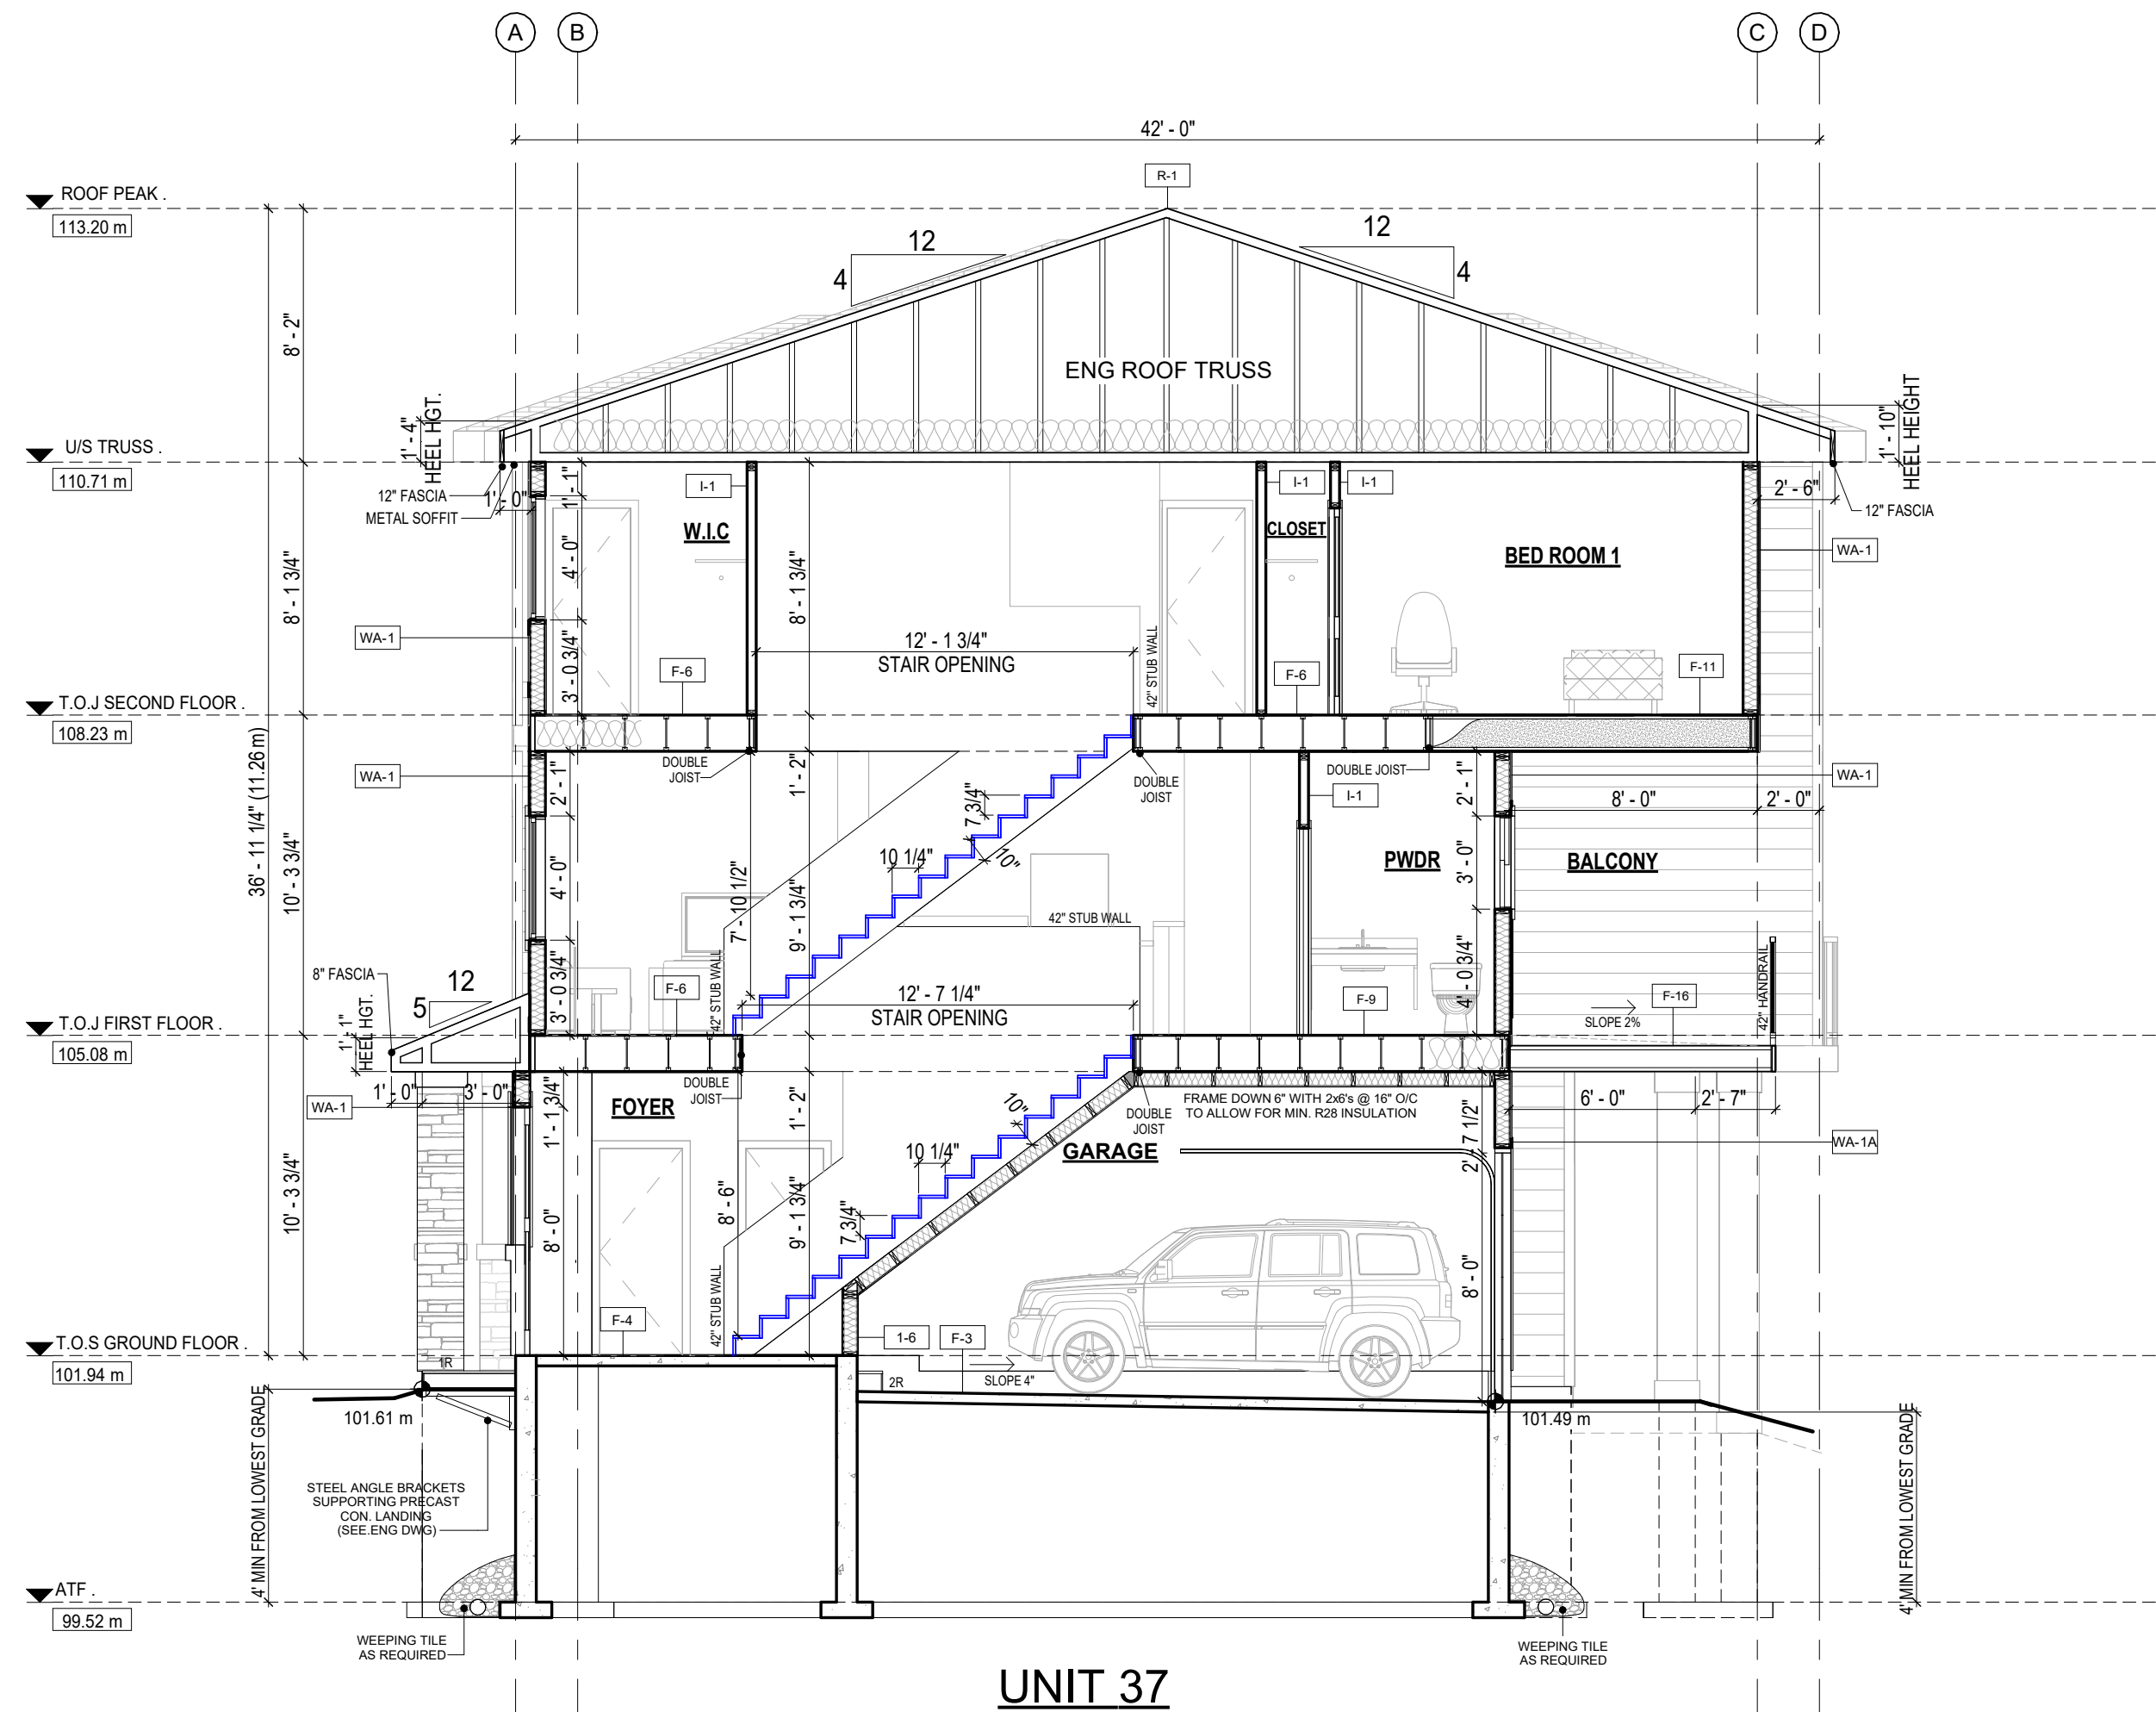 A
B
C
D
42' - 0"
R-1
ROOF PEAK .
113.20 m
12
4
12
4
8' - 2"
ENG ROOF TRUSS
1' - 4"
HEEL HGT.
1' - 10"
HEEL HEIGHT
U/S TRUSS .
110.71 m
12" FASCIA
METAL SOFFIT
1' - 0"
1' - 1"
I-1
I-1
I-1
2' - 6"
12" FASCIA
W.I.C
CLOSET
BED ROOM 1
WA-1
4' - 0"
8' - 1 3/4"
8' - 1 3/4"
WA-1
3' - 0 3/4"
F-6
12' - 1 3/4"
STAIR OPENING
42" STUB WALL
F-6
F-11
T.O.J SECOND FLOOR .
108.23 m
36' - 11 1/4" (11.26m)
WA-1
DOUBLE
JOIST
1' - 2"
DOUBLE
JOIST
DOUBLE JOIST
2' - 1"
2' - 1"
WA-1
I-1
8' - 0"
2' - 0"
7 3/4"
10"
10 1/4"
10' - 3 3/4"
4' - 0"
7' - 10 1/2"
9' - 1 3/4"
PWDR
3' - 0"
BALCONY
42" STUB WALL
8" FASCIA
12
5
3' - 0 3/4"
F-6
42" STUB WALL
12' - 7 1/4"
STAIR OPENING
F-9
4' - 0 3/4"
SLOPE 2%
F-16
42" HANDRAIL
T.O.J FIRST FLOOR .
105.08 m
1' - 1"
HEEL HGT.
1' - 0"
3' - 0"
WA-1
1' - 1 3/4"
FOYER
DOUBLE
JOIST
1' - 2"
10"
DOUBLE
JOIST
FRAME DOWN 6" WITH 2x6's @ 16" O/C
TO ALLOW FOR MIN. R28 INSULATION
6' - 0"
2' - 7"
2' - 7 1/2"
GARAGE
WA-1A
10 1/4"
7 3/4"
10' - 3 3/4"
8' - 0"
8' - 6"
9' - 1 3/4"
8' - 0"
42" STUB WALL
F-4
1-6
F-3
T.O.S GROUND FLOOR .
101.94 m
1R
2R
SLOPE 4"
101.61 m
101.49 m
4' MIN FROM LOWEST GRADE
4' MIN FROM LOWEST GRADE
STEEL ANGLE BRACKETS
SUPPORTING PRECAST
CON. LANDING
(SEE.ENG DWG)
ATF .
99.52 m
WEEPING TILE
AS REQUIRED
WEEPING TILE
AS REQUIRED
UNIT 37